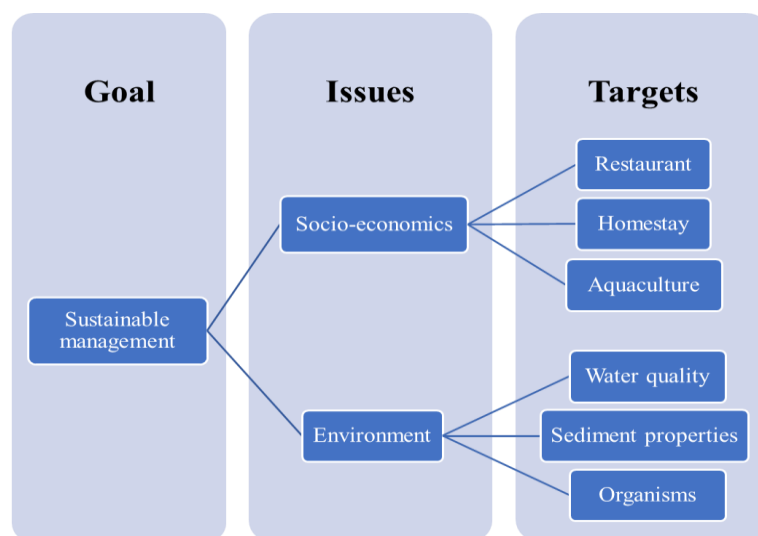 Goal
Issues
Targets
Sustainable
management
Socio-economics
Environment
Restaurant
Homestay
Aquaculture
Water quality
Sediment properties
Organisms